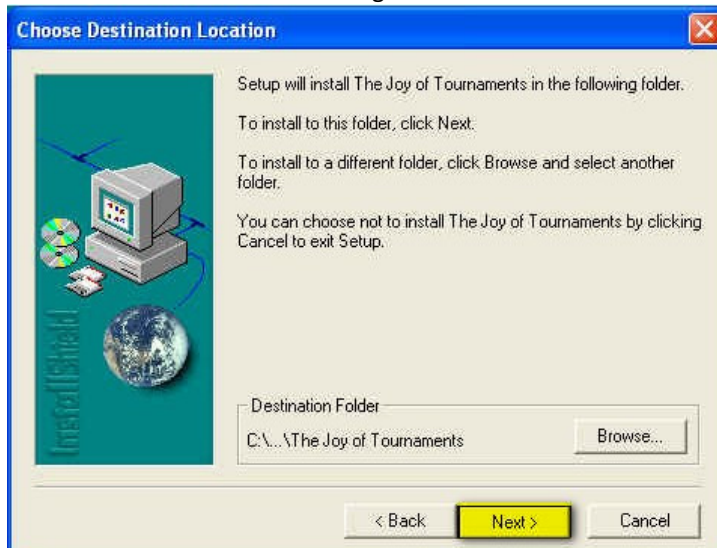 Choose Destination Location
Setup will install The Joy of Tournaments in the following folder.
To install to this folder, click Next.
To install to a different folder, click Browse and select another
folder.
You can choose not to install The Joy of Tournaments by clicking
Cancel to exit Setup.
InstallShield
Destination Folder
C:\...\The Joy of Tournaments
Browse...
< Back
Next >
Cancel